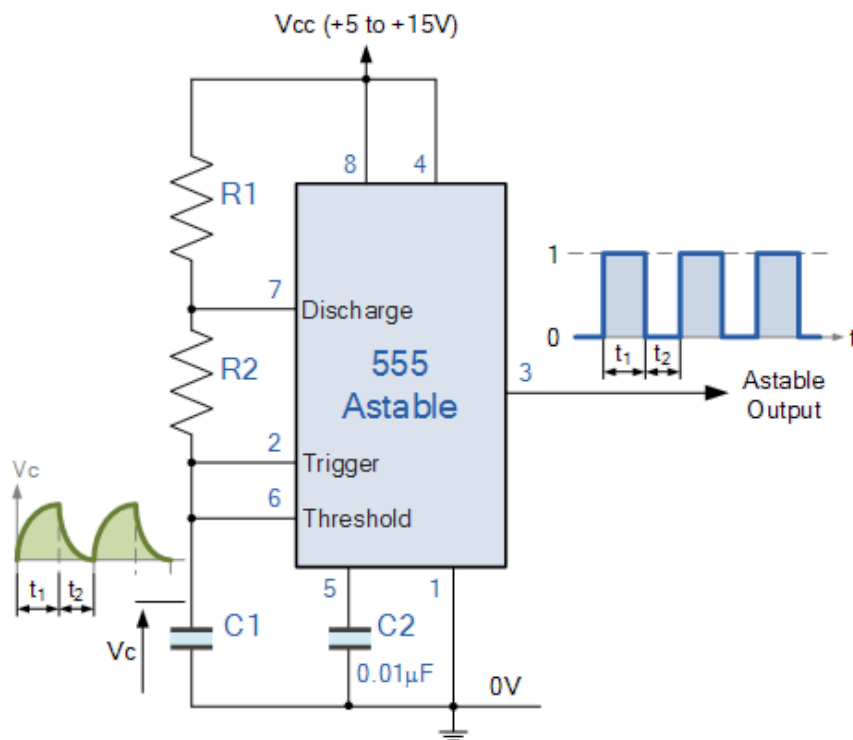 Vcc (+5 to +15V)
8
4
R1
7
Discharge
1
0
t
t₁
t₂
R2
555
Astable
3
Astable
Output
2
Trigger
Vc
6
Threshold
t₁
t₂
5
1
Vc
C1
C2
0.01μF
0V